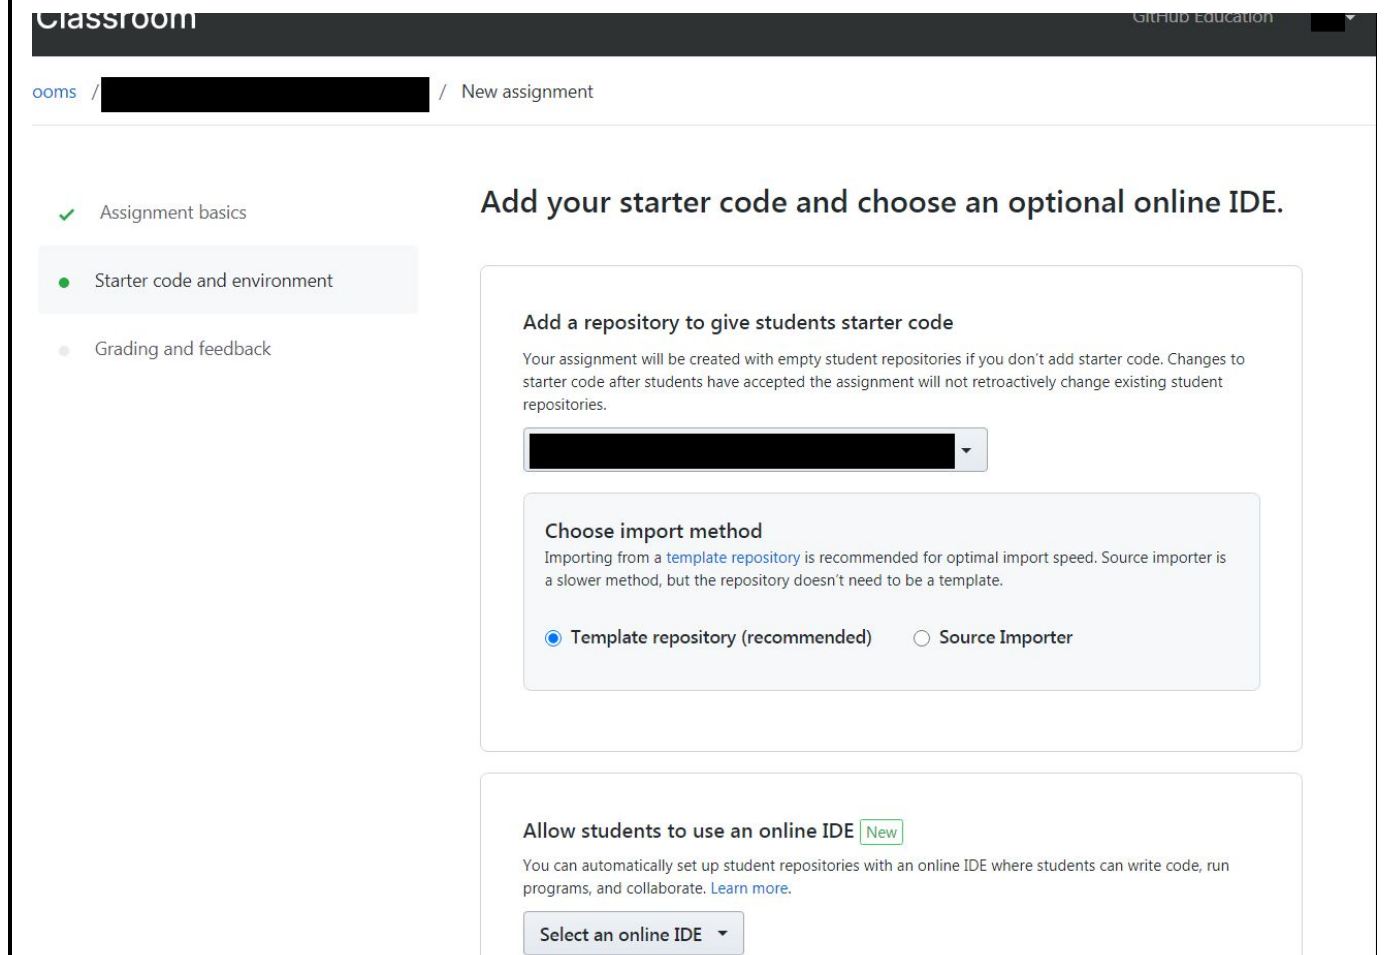 Classroom
GitHub Education
ooms / / New assignment
Assignment basics
Starter code and environment
Grading and feedback
Add your starter code and choose an optional online IDE.
Add a repository to give students starter code
Your assignment will be created with empty student repositories if you don't add starter code. Changes to
starter code after students have accepted the assignment will not retroactively change existing student
repositories.
Choose import method
Importing from a template repository is recommended for optimal import speed. Source importer is
a slower method, but the repository doesn't need to be a template.
Template repository (recommended)
Source Importer
Allow students to use an online IDE New
You can automatically set up student repositories with an online IDE where students can write code, run
programs, and collaborate. Learn more.
Select an online IDE